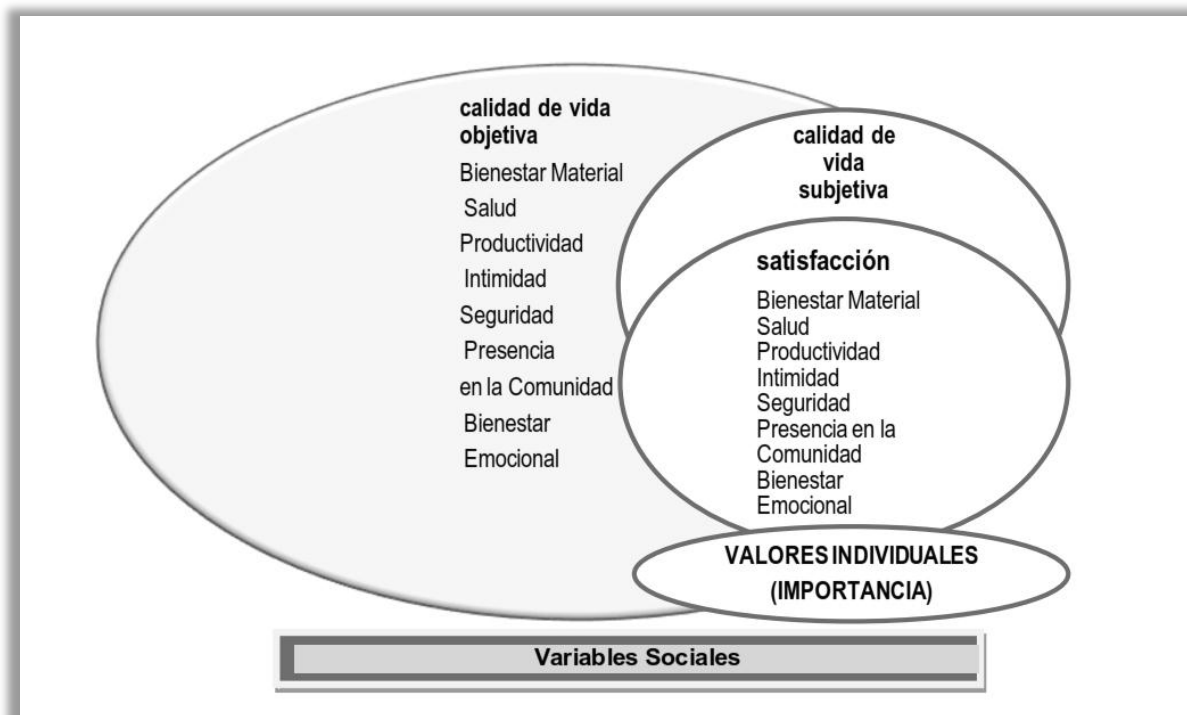 calidad de vida
objetiva
Bienestar Material
Salud
Productividad
Intimidad
Seguridad
Presencia
en la Comunidad
Bienestar
Emocional
calidad de
vida
subjetiva
satisfacción
Bienestar Material
Salud
Productividad
Intimidad
Seguridad
Presencia en la
Comunidad
Bienestar
Emocional
VALORES INDIVIDUALES
(IMPORTANCIA)
Variables Sociales